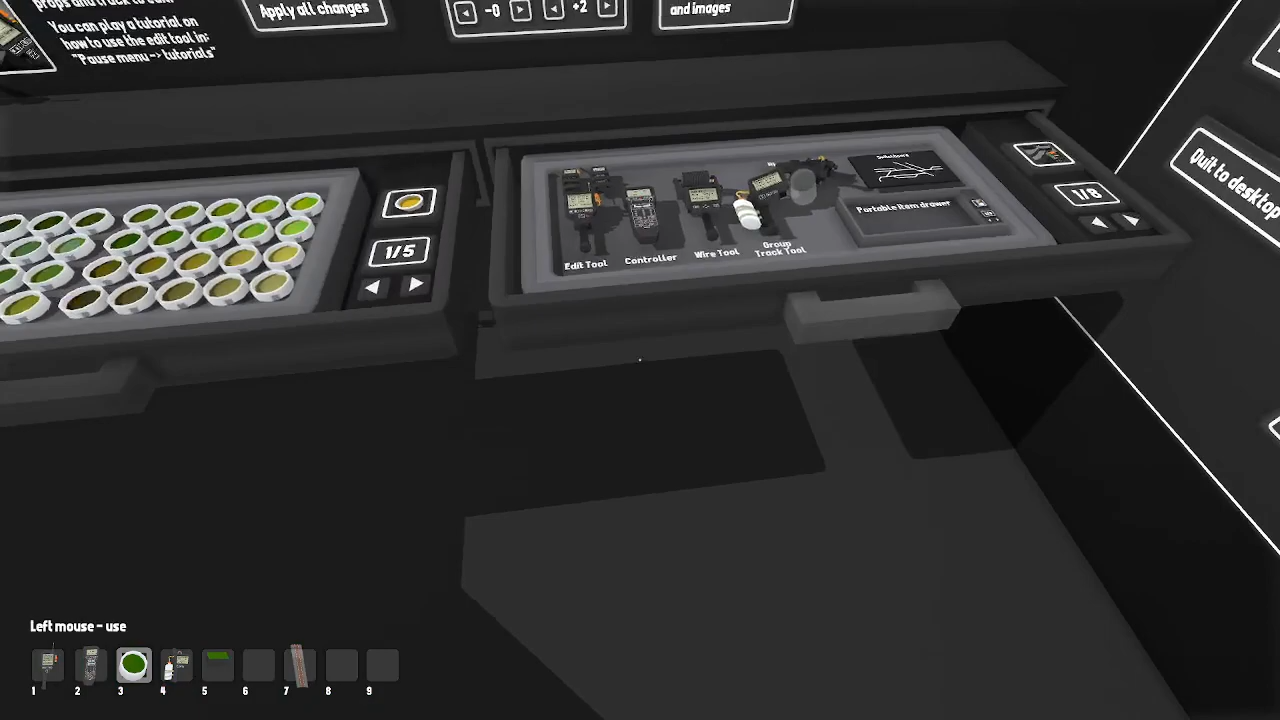 props and track to edit.
You can play a tutorial on
how to use the edit tool in:
"Pause menu -> tutorials"
Apply all changes
-0
+2
and images
Quit to desktop
1/5
Edit Tool
Controller
Wire Tool
Group
Track Tool
Switchboard
Portable item drawer
1/8
Left mouse - use
1
2
3
4
5
6
7
8
9